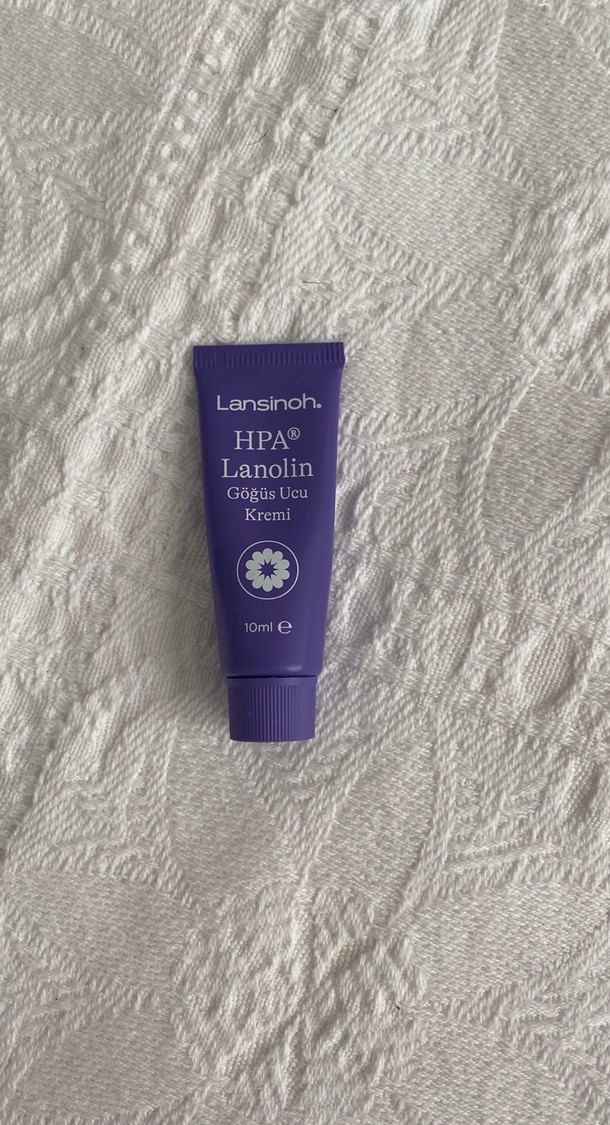 Lansinoh.
HPA®
Lanolin
Göğüs Ucu
Kremi
10ml ℮